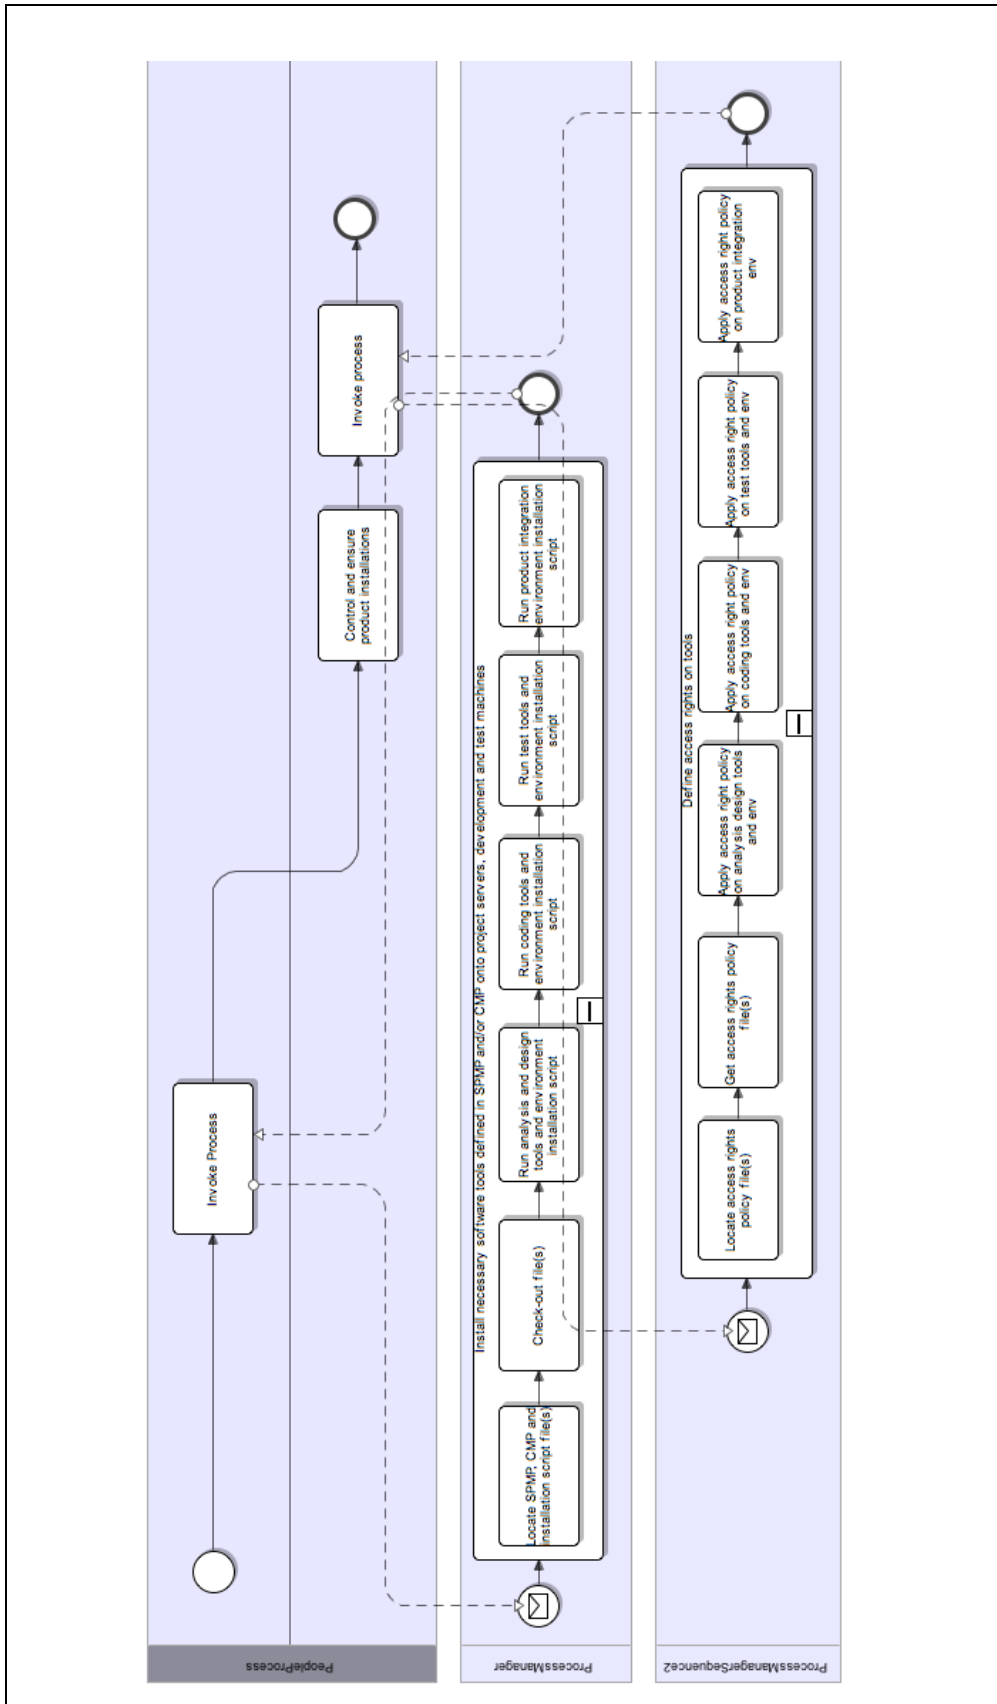 PeopleProcess
Invoke Process
Control and ensure
product installations
Invoke process
ProcessManager
Install necessary software tools defined in SPMP and/or CMP onto project servers, development and test machines
Locate SPMP, CMP and
installation script file(s)
Check-out file(s)
Run analysis and design
tools and environment
installation script
Run coding tools and
environment installation
script
Run test tools and
environment installation
script
Run product integration
environment installation
script
ProcessManagerSequence2
Define access rights on tools
Locate access rights
policy file(s)
Get access rights policy
file(s)
Apply access right policy
on analysis design tools
and env
Apply access right policy
on coding tools and env
Apply access right policy
on test tools and env
Apply access right policy
on product integration
env